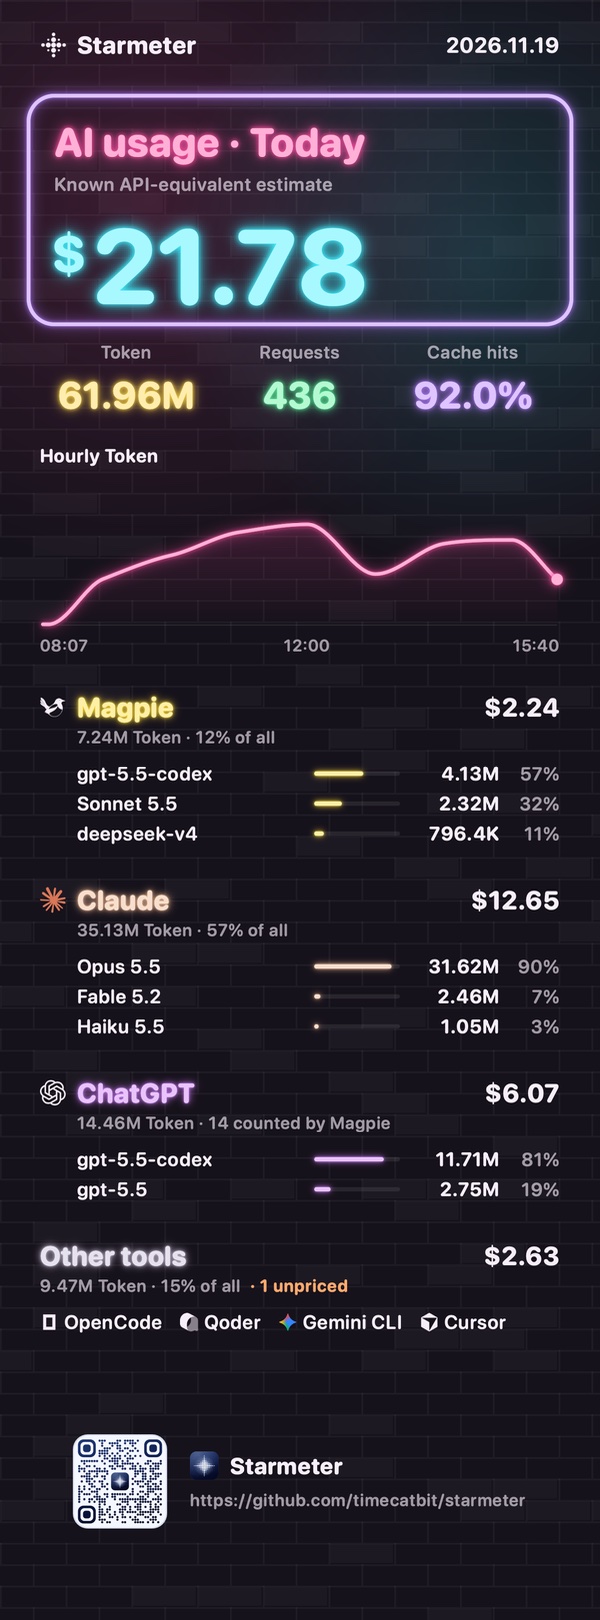 Starmeter 2026.11.19
AI usage · Today
Known API-equivalent estimate
$21.78
Token Requests Cache hits
61.96M 436 92.0%
Hourly Token
08:07 12:00 15:40
Magpie $2.24
7.24M Token · 12% of all
gpt-5.5-codex 4.13M 57%
Sonnet 5.5 2.32M 32%
deepseek-v4 796.4K 11%
Claude $12.65
35.13M Token · 57% of all
Opus 5.5 31.62M 90%
Fable 5.2 2.46M 7%
Haiku 5.5 1.05M 3%
ChatGPT $6.07
14.46M Token · 14 counted by Magpie
gpt-5.5-codex 11.71M 81%
gpt-5.5 2.75M 19%
Other tools $2.63
9.47M Token · 15% of all · 1 unpriced
OpenCode Qoder Gemini CLI Cursor
Starmeter
https://github.com/timecatbit/starmeter